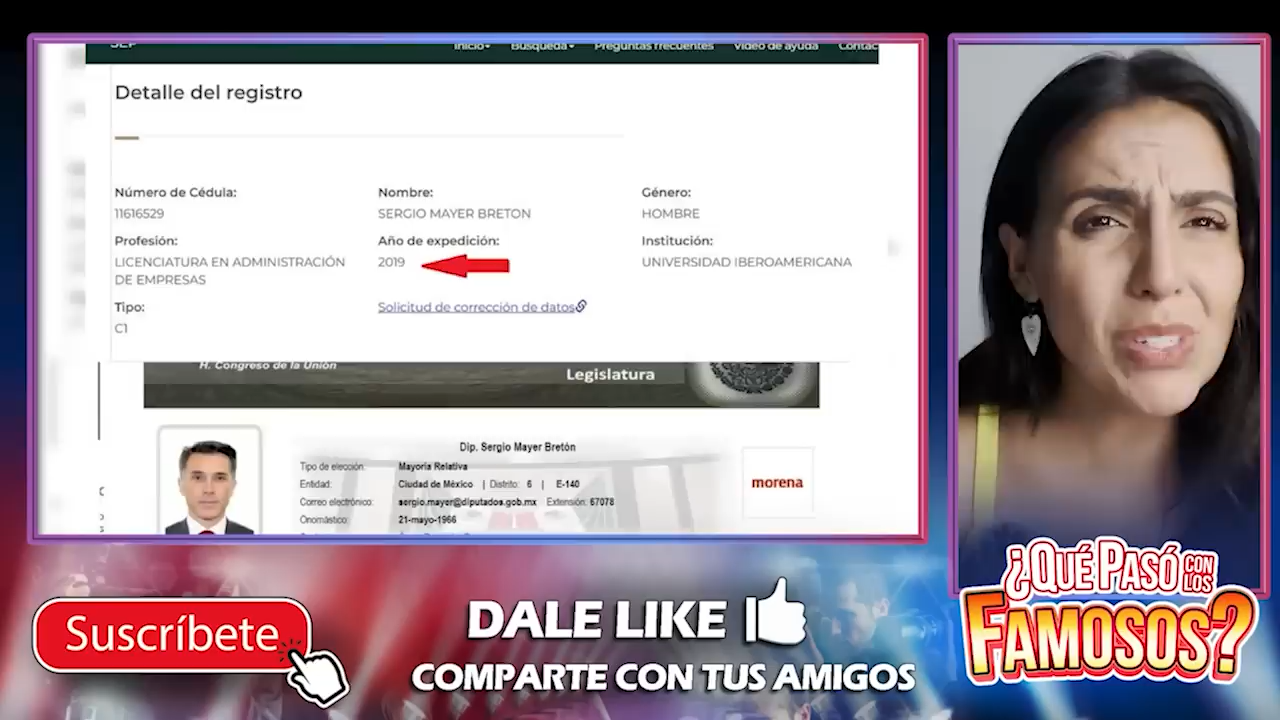 SEP
Inicio Búsqueda Preguntas frecuentes Video de ayuda Contac
Detalle del registro
Número de Cédula: Nombre: Género:
11616529 SERGIO MAYER BRETON HOMBRE
Profesión: Año de expedición: Institución:
LICENCIATURA EN ADMINISTRACIÓN 2019 UNIVERSIDAD IBEROAMERICANA
DE EMPRESAS
Tipo: Solicitud de corrección de datos
C1
H. Congreso de la Unión
Legislatura
Dip. Sergio Mayer Bretón
Tipo de elección: Mayoría Relativa
Entidad: Ciudad de México | Distrito: 6 | E-140
Correo electrónico: sergio.mayer@diputados.gob.mx Extensión: 67078
Onomástico: 21-mayo-1966
morena
Suscríbete
DALE LIKE
COMPARTE CON TUS AMIGOS
¿QUÉ PASÓ CON LOS
FAMOSOS?